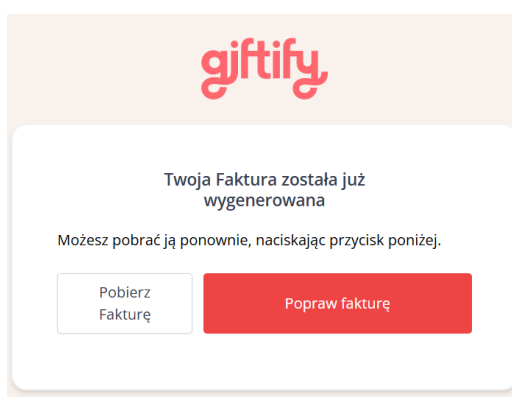 giftify
Twoja Faktura została już
wygenerowana
Możesz pobrać ją ponownie, naciskając przycisk poniżej.
Pobierz
Fakturę
Popraw fakturę